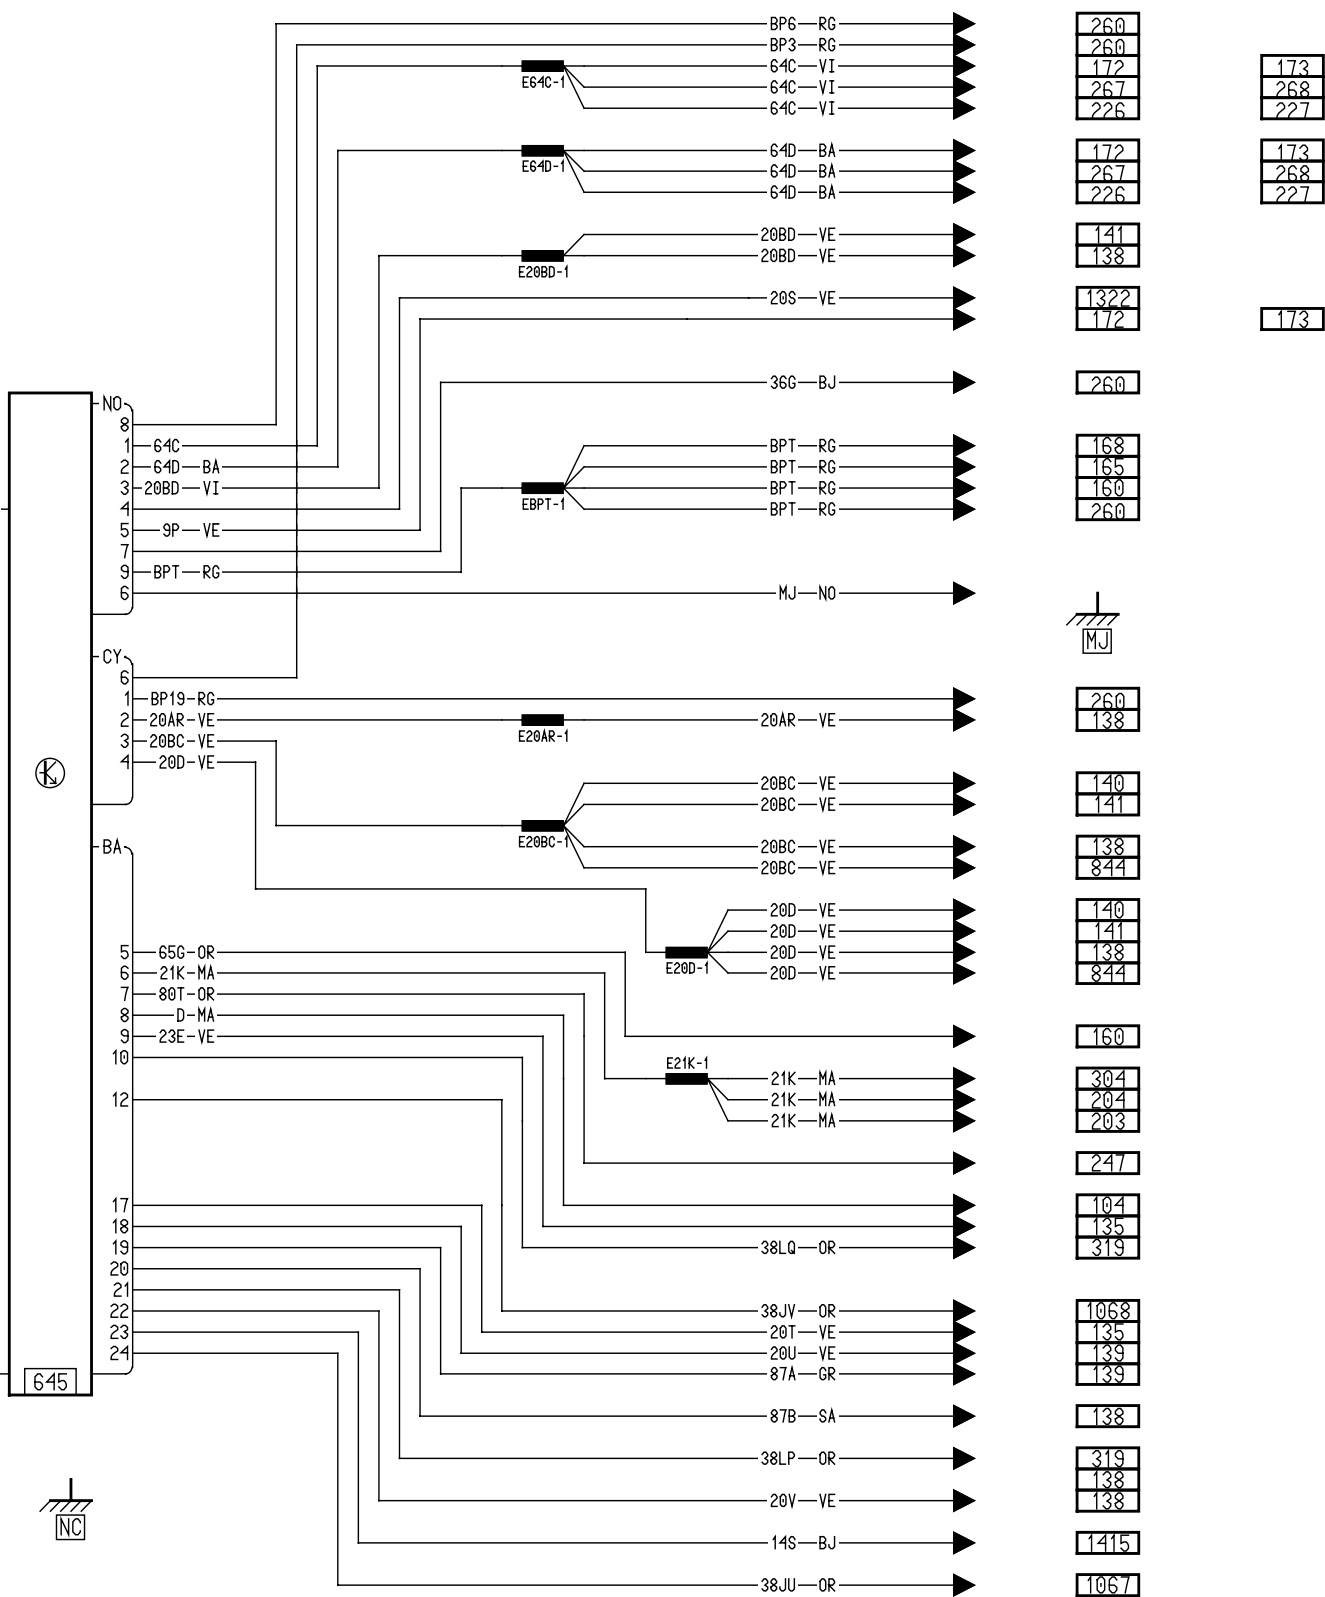 BP6 RG 260
BP3 RG 260
64C VI 172 173
E64C-1
64C VI 267 268
64C VI 226 227
64D BA 172 173
E64D-1
64D BA 267 268
64D BA 226 227
20BD VE 141
20BD VE 138
E20BD-1
20S VE 1322
172 173
36G BJ 260
NO
8
1 64C
2 64D BA
3 20BD VI
4
5 9P VE
7
9 BPT RG
6
BPT RG 168
BPT RG 165
BPT RG 160
EBPT-1
BPT RG 260
MJ NO
MJ
CY
6
1 BP19 RG 260
2 20AR VE 20AR VE 138
E20AR-1
3 20BC VE
4 20D VE
20BC VE 140
20BC VE 141
E20BC-1
20BC VE 138
20BC VE 844
BA
20D VE 140
20D VE 141
20D VE 138
E20D-1
20D VE 844
5 65G OR
6 21K MA
7 80T OR
8 D MA
9 23E VE
10
12
160
E21K-1
21K MA 304
21K MA 204
21K MA 203
247
17
18
19
20
21
22
23
24
104
135
38LQ OR 319
38JV OR 1068
20T VE 135
20U VE 139
87A GR 139
645
87B SA 138
38LP OR 319
138
20V VE 138
NC
14S BJ 1415
38JU OR 1067